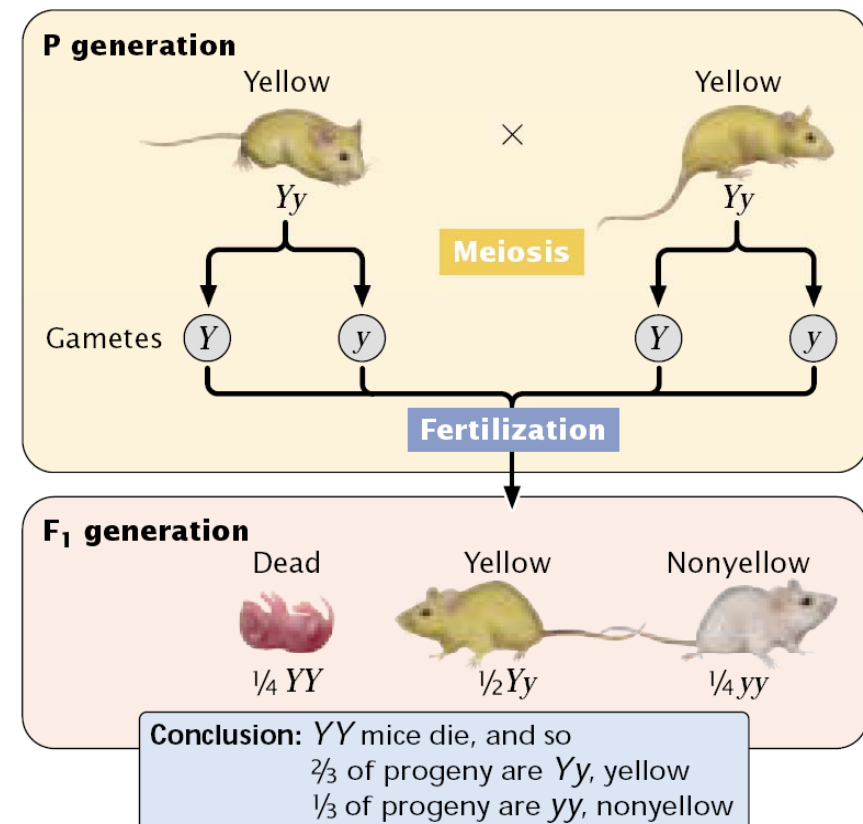 P generation
Yellow Yellow
×
Yy Yy
Meiosis
Gametes Y y Y y
Fertilization
F₁ generation
Dead Yellow Nonyellow
¼ YY ½ Yy ¼ yy
Conclusion: YY mice die, and so
⅔ of progeny are Yy, yellow
⅓ of progeny are yy, nonyellow